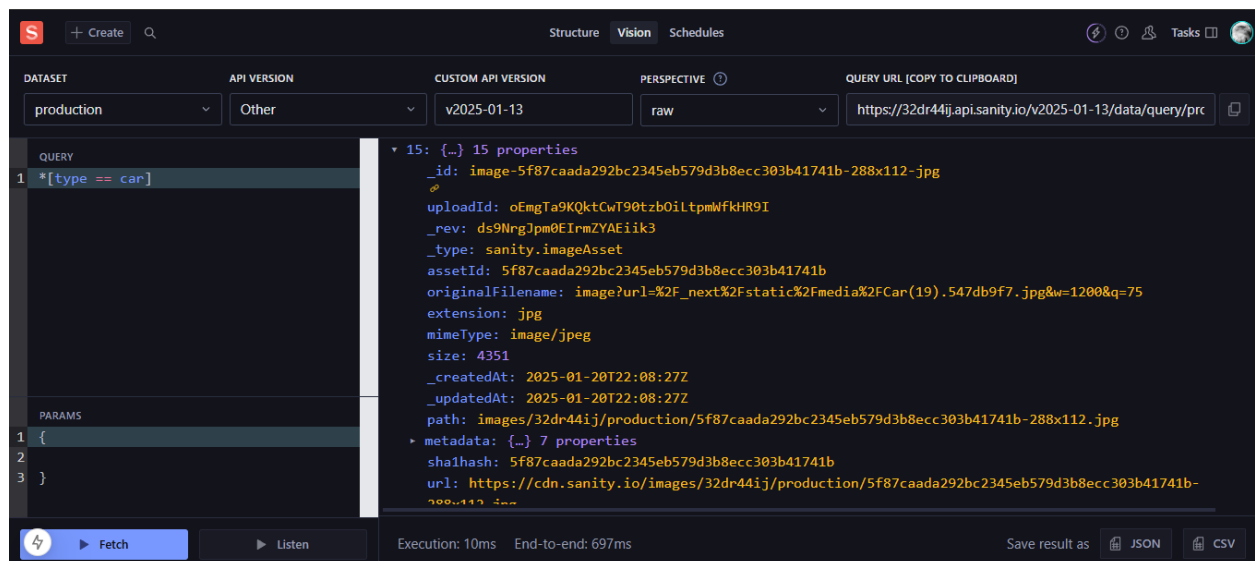 S + Create Structure Vision Schedules Tasks
DATASET API VERSION CUSTOM API VERSION PERSPECTIVE QUERY URL [COPY TO CLIPBOARD]
production Other v2025-01-13 raw https://32dr44ij.api.sanity.io/v2025-01-13/data/query/prc
QUERY
1 *[type == car]
PARAMS
1 {
2
3 }
▾ 15: {…} 15 properties
_id: image-5f87caada292bc2345eb579d3b8ecc303b41741b-288x112-jpg
uploadId: oEmgTa9KQktCwT90tzbOiLtpmWfkHR9I
_rev: ds9NrgJpm0EIrmZYAEiik3
_type: sanity.imageAsset
assetId: 5f87caada292bc2345eb579d3b8ecc303b41741b
originalFilename: image?url=%2F_next%2Fstatic%2Fmedia%2FCar(19).547db9f7.jpg&w=1200&q=75
extension: jpg
mimeType: image/jpeg
size: 4351
_createdAt: 2025-01-20T22:08:27Z
_updatedAt: 2025-01-20T22:08:27Z
path: images/32dr44ij/production/5f87caada292bc2345eb579d3b8ecc303b41741b-288x112.jpg
▸ metadata: {…} 7 properties
sha1hash: 5f87caada292bc2345eb579d3b8ecc303b41741b
url: https://cdn.sanity.io/images/32dr44ij/production/5f87caada292bc2345eb579d3b8ecc303b41741b-
288x112.jpg
Fetch Listen Execution: 10ms End-to-end: 697ms Save result as JSON CSV